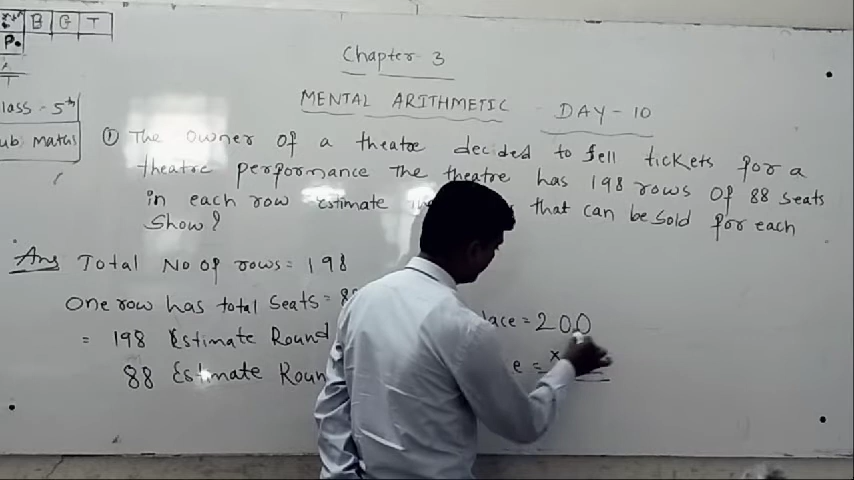 B G T
P.
Chapter - 3
MENTAL ARITHMETIC DAY - 10
lass - 5th
ub: Maths
① The owner of a theatre decided to sell tickets for a
theatre performance The theatre has 198 rows of 88 seats
in each row Estimate that can be sold for each
Show?
Ans Total No of rows = 198
One row has total Seats = 88
= 198 Estimate Round lace = 200
88 Estimate Roun e = ×